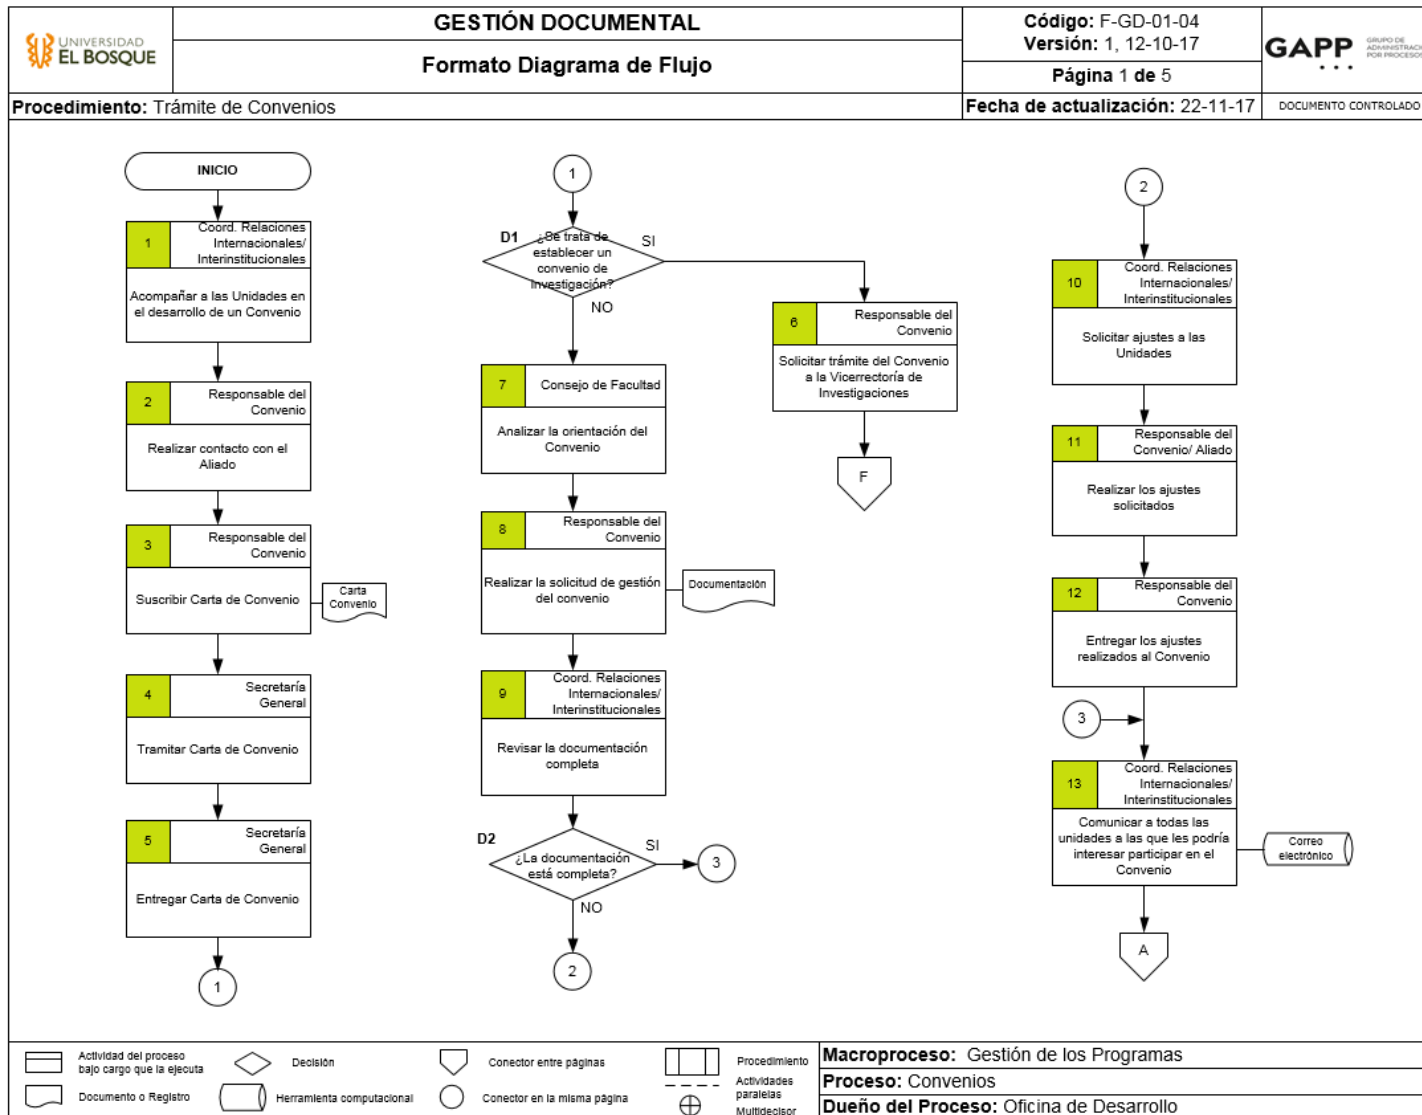 UNIVERSIDAD
EL BOSQUE
GESTIÓN DOCUMENTAL
Formato Diagrama de Flujo
Código: F-GD-01-04
Versión: 1, 12-10-17
Página 1 de 5
GAPP
GRUPO DE
POR PROCESOS
Procedimiento: Trámite de Convenios
Fecha de actualización: 22-11-17
DOCUMENTO CONTROLADO
INICIO
1
Coord. Relaciones
Internacionales/
Interinstitucionales
Acompañar a las Unidades en
el desarrollo de un Convenio
2
Responsable del
Convenio
Realizar contacto con el
Aliado
3
Responsable del
Convenio
Suscribir Carta de Convenio
Carta
Convenio
4
Secretaría
General
Tramitar Carta de Convenio
5
Secretaría
General
Entregar Carta de Convenio
1
1
D1
¿Se trata de
establecer un
convenio de
investigación?
SI
NO
6
Responsable del
Convenio
Solicitar trámite del Convenio
a la Vicerrectoría de
Investigaciones
F
7
Consejo de Facultad
Analizar la orientación del
Convenio
8
Responsable del
Convenio
Realizar la solicitud de gestión
del convenio
Documentación
9
Coord. Relaciones
Internacionales/
Interinstitucionales
Revisar la documentación
completa
D2
¿La documentación
está completa?
SI
3
NO
2
2
10
Coord. Relaciones
Internacionales/
Interinstitucionales
Solicitar ajustes a las
Unidades
11
Responsable del
Convenio/ Aliado
Realizar los ajustes
solicitados
12
Responsable del
Convenio
Entregar los ajustes
realizados al Convenio
3
13
Coord. Relaciones
Internacionales/
Interinstitucionales
Comunicar a todas las
unidades a las que les podría
interesar participar en el
Convenio
Correo
electrónico
A
Actividad del proceso
bajo cargo que la ejecuta
Documento o Registro
Decisión
Herramienta computacional
Conector entre páginas
Conector en la misma página
Procedimiento
Actividades
paralelas
Multidecisor
Macroproceso: Gestión de los Programas
Proceso: Convenios
Dueño del Proceso: Oficina de Desarrollo